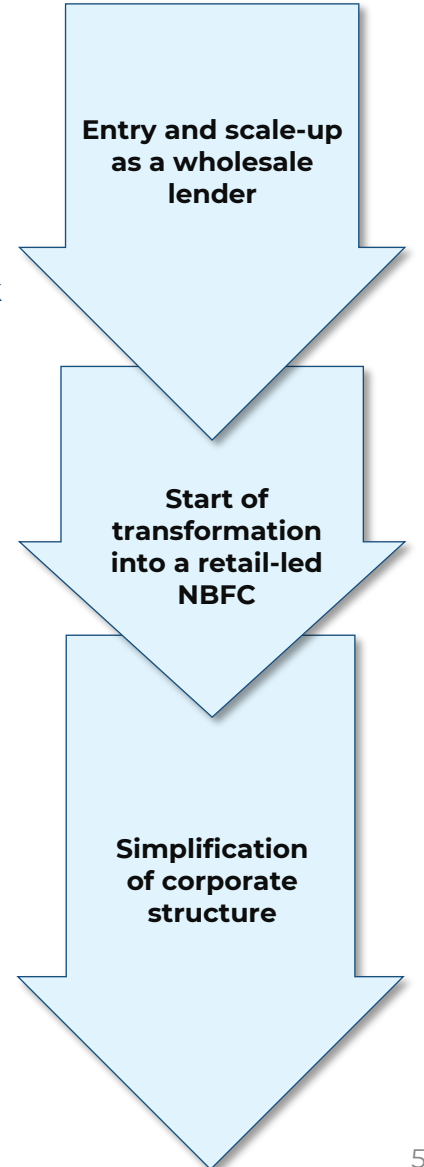 Entry and scale-up
as a wholesale
lender
Start of
transformation
into a retail-led
NBFC
Simplification
of corporate
structure
5